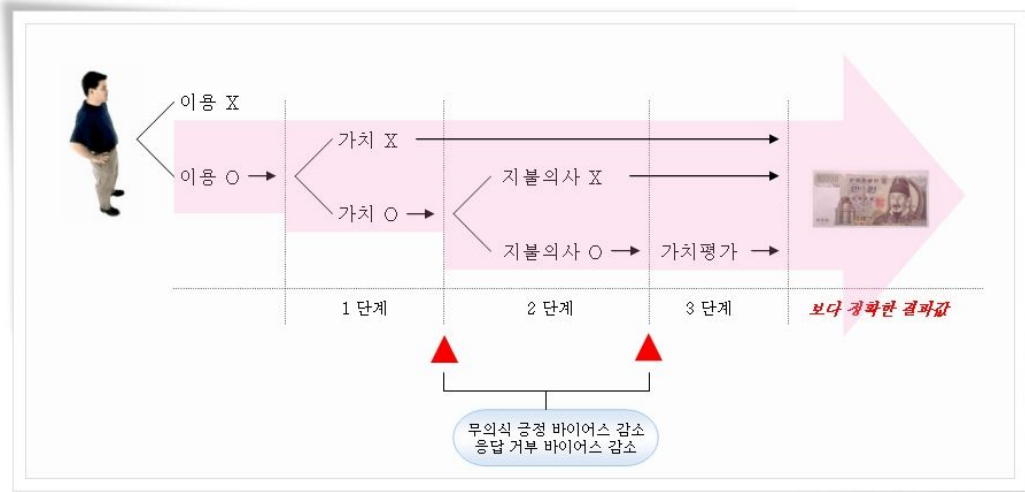 이용 X
이용 O
가치 X
가치 O
지불의사 X
지불의사 O
가치평가
1 단계
2 단계
3 단계
보다 정확한 결과값
무의식 긍정 바이어스 감소
응답 거부 바이어스 감소